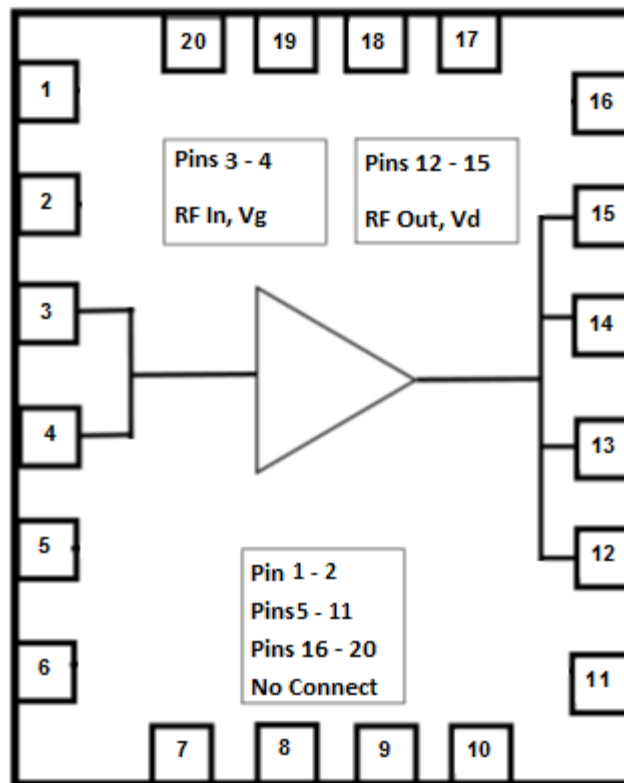 20
19
18
17
1
16
Pins 3 - 4
RF In, Vg
Pins 12 - 15
RF Out, Vd
2
15
3
14
4
13
5
12
Pin 1 - 2
Pins5 - 11
Pins 16 - 20
No Connect
6
11
7
8
9
10